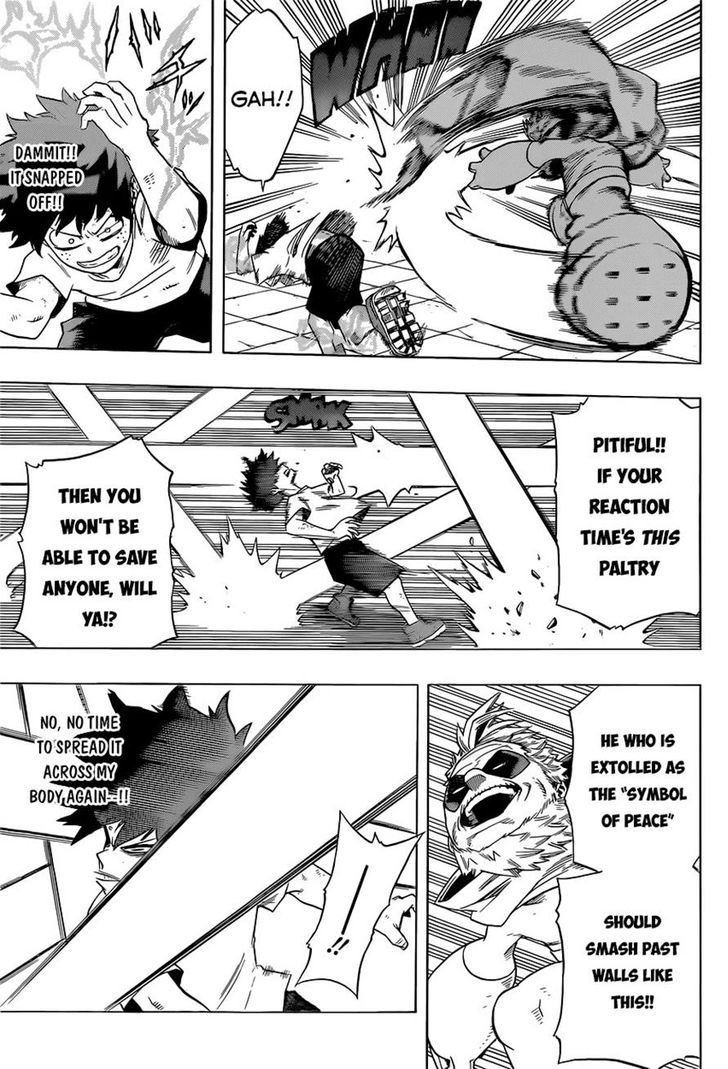 WHAM
GAH!!
DAMMIT!!
IT SNAPPED
OFF!!
SMAK
PITIFUL!!
IF YOUR
REACTION
TIME'S THIS
PALTRY
THEN YOU
WON'T BE
ABLE TO SAVE
ANYONE, WILL
YA!?
HE WHO IS
EXTOLLED AS
THE "SYMBOL
OF PEACE"
SHOULD
SMASH PAST
WALLS LIKE
THIS!!
NO, NO TIME
TO SPREAD IT
ACROSS MY
BODY AGAIN--!!
—!!